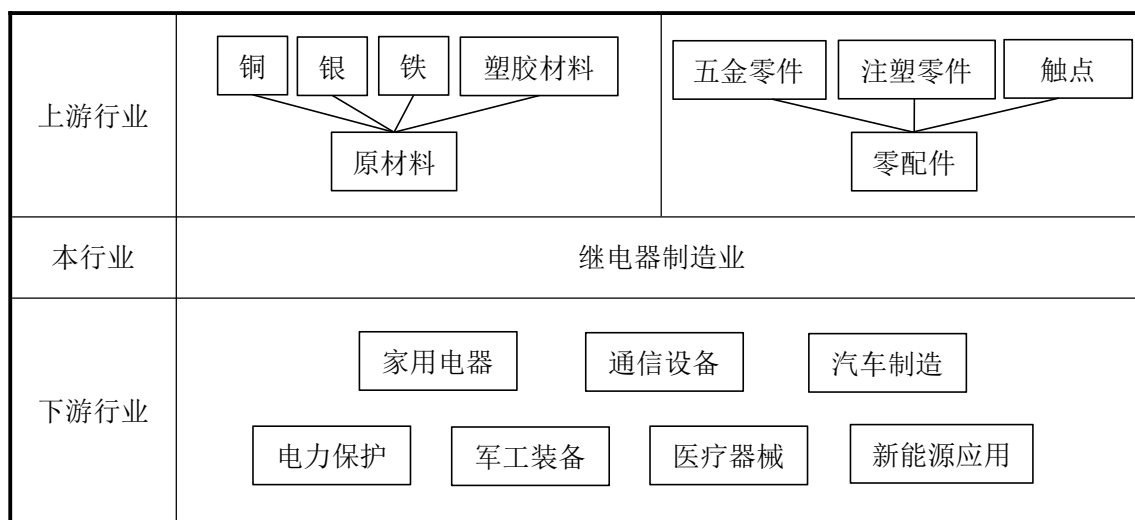 上游行业
铜 银 铁 塑胶材料
原材料
五金零件 注塑零件 触点
零配件
本行业
继电器制造业
下游行业
家用电器 通信设备 汽车制造
电力保护 军工装备 医疗器械 新能源应用